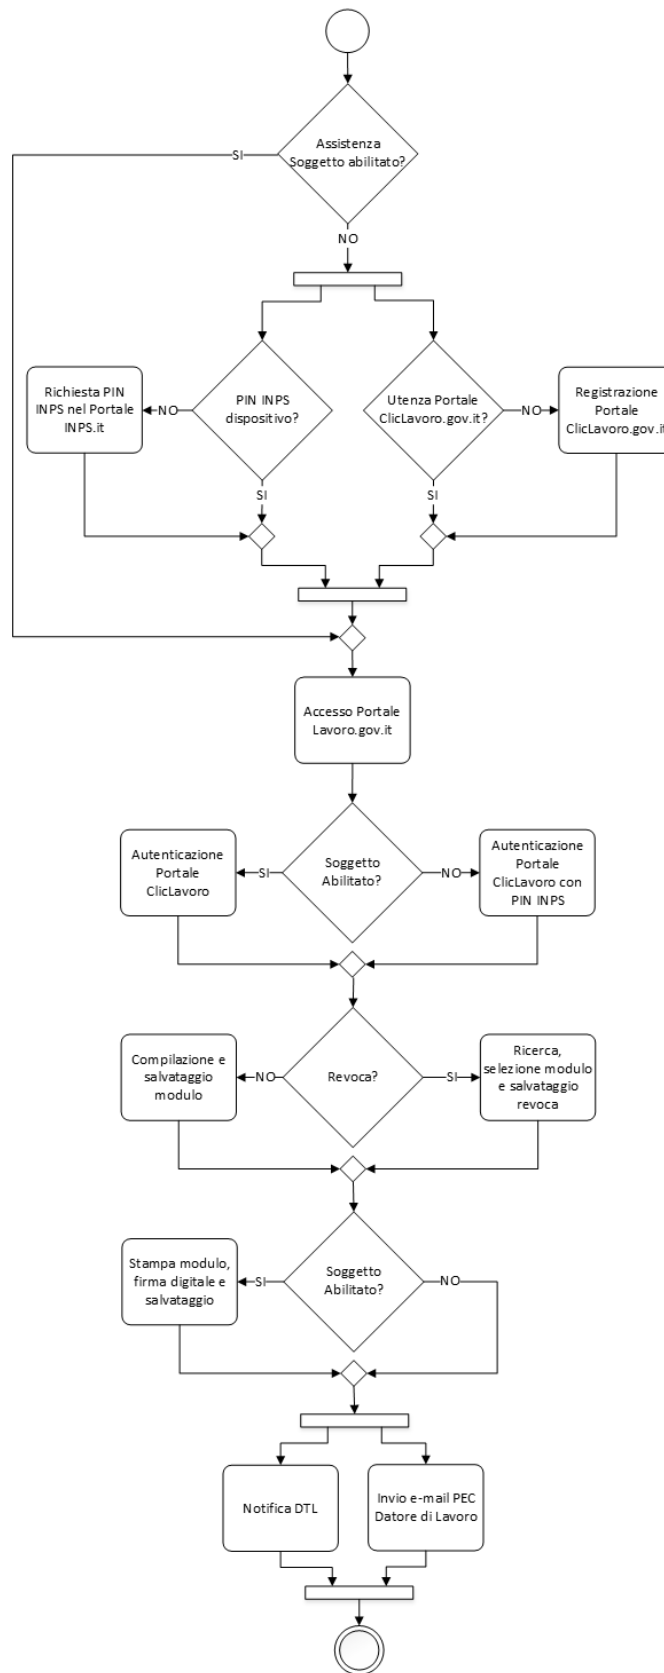 Assistenza
Soggetto abilitato?
SI
NO
Richiesta PIN
INPS nel Portale
INPS.it
NO
PIN INPS
dispositivo?
Utenza Portale
ClicLavoro.gov.it?
NO
Registrazione
Portale
ClicLavoro.gov.it
SI
SI
Accesso Portale
Lavoro.gov.it
Autenticazione
Portale
ClicLavoro
SI
Soggetto
Abilitato?
NO
Autenticazione
Portale
ClicLavoro con
PIN INPS
Compilazione e
salvataggio
modulo
NO
Revoca?
SI
Ricerca,
selezione modulo
e salvataggio
revoca
Stampa modulo,
firma digitale e
salvataggio
SI
Soggetto
Abilitato?
NO
Notifica DTL
Invio e-mail PEC
Datore di Lavoro